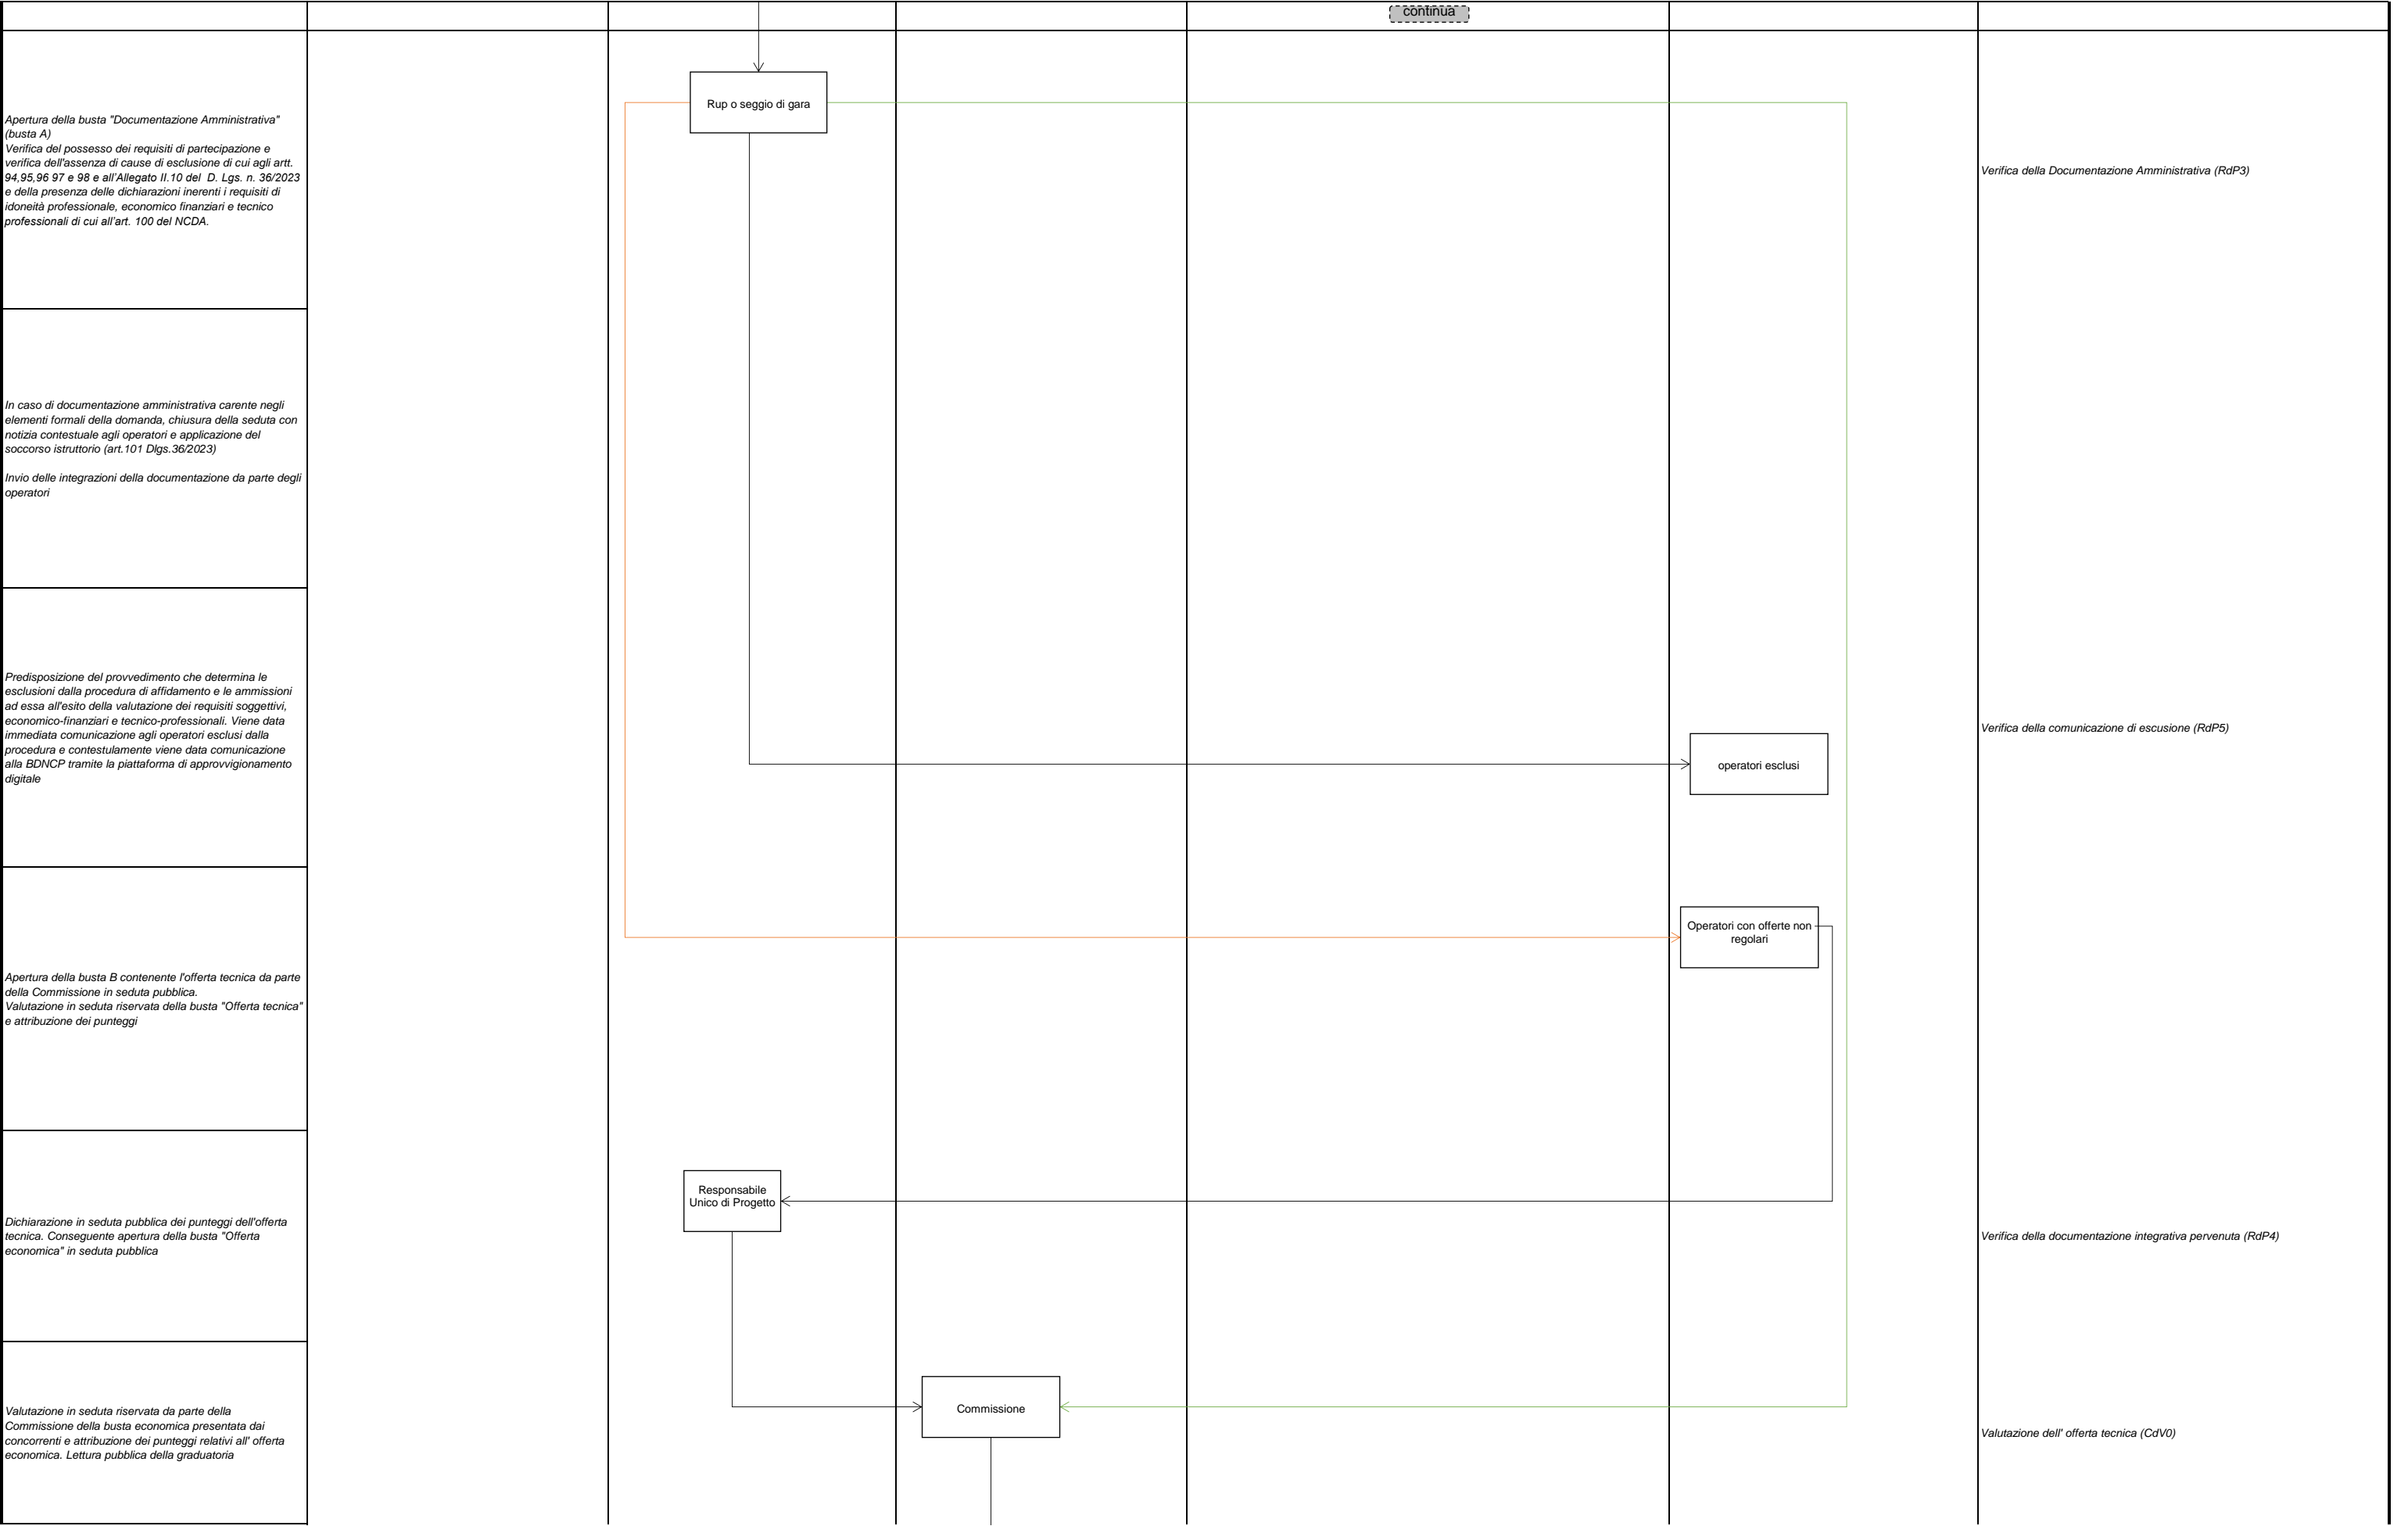 continua
Rup o seggio di gara
Apertura della busta "Documentazione Amministrativa"
(busta A)
Verifica del possesso dei requisiti di partecipazione e
verifica dell'assenza di cause di esclusione di cui agli artt.
94,95,96 97 e 98 e all'Allegato II.10 del  D. Lgs. n. 36/2023
e della presenza delle dichiarazioni inerenti i requisiti di
idoneità professionale, economico finanziari e tecnico
professionali di cui all'art. 100 del NCDA.
Verifica della Documentazione Amministrativa (RdP3)
In caso di documentazione amministrativa carente negli
elementi formali della domanda, chiusura della seduta con
notizia contestuale agli operatori e applicazione del
soccorso istruttorio (art.101 Dlgs.36/2023)
Invio delle integrazioni della documentazione da parte degli
operatori
Predisposizione del provvedimento che determina le
esclusioni dalla procedura di affidamento e le ammissioni
ad essa all'esito della valutazione dei requisiti soggettivi,
economico-finanziari e tecnico-professionali. Viene data
immediata comunicazione agli operatori esclusi dalla
procedura e contestulamente viene data comunicazione
alla BDNCP tramite la piattaforma di approvvigionamento
digitale
operatori esclusi
Verifica della comunicazione di escusione (RdP5)
Operatori con offerte non
regolari
Apertura della busta B contenente l'offerta tecnica da parte
della Commissione in seduta pubblica.
Valutazione in seduta riservata della busta "Offerta tecnica"
e attribuzione dei punteggi
Responsabile
Unico di Progetto
Dichiarazione in seduta pubblica dei punteggi dell'offerta
tecnica. Conseguente apertura della busta "Offerta
economica" in seduta pubblica
Verifica della documentazione integrativa pervenuta (RdP4)
Commissione
Valutazione in seduta riservata da parte della
Commissione della busta economica presentata dai
concorrenti e attribuzione dei punteggi relativi all' offerta
economica. Lettura pubblica della graduatoria
Valutazione dell' offerta tecnica (CdV0)